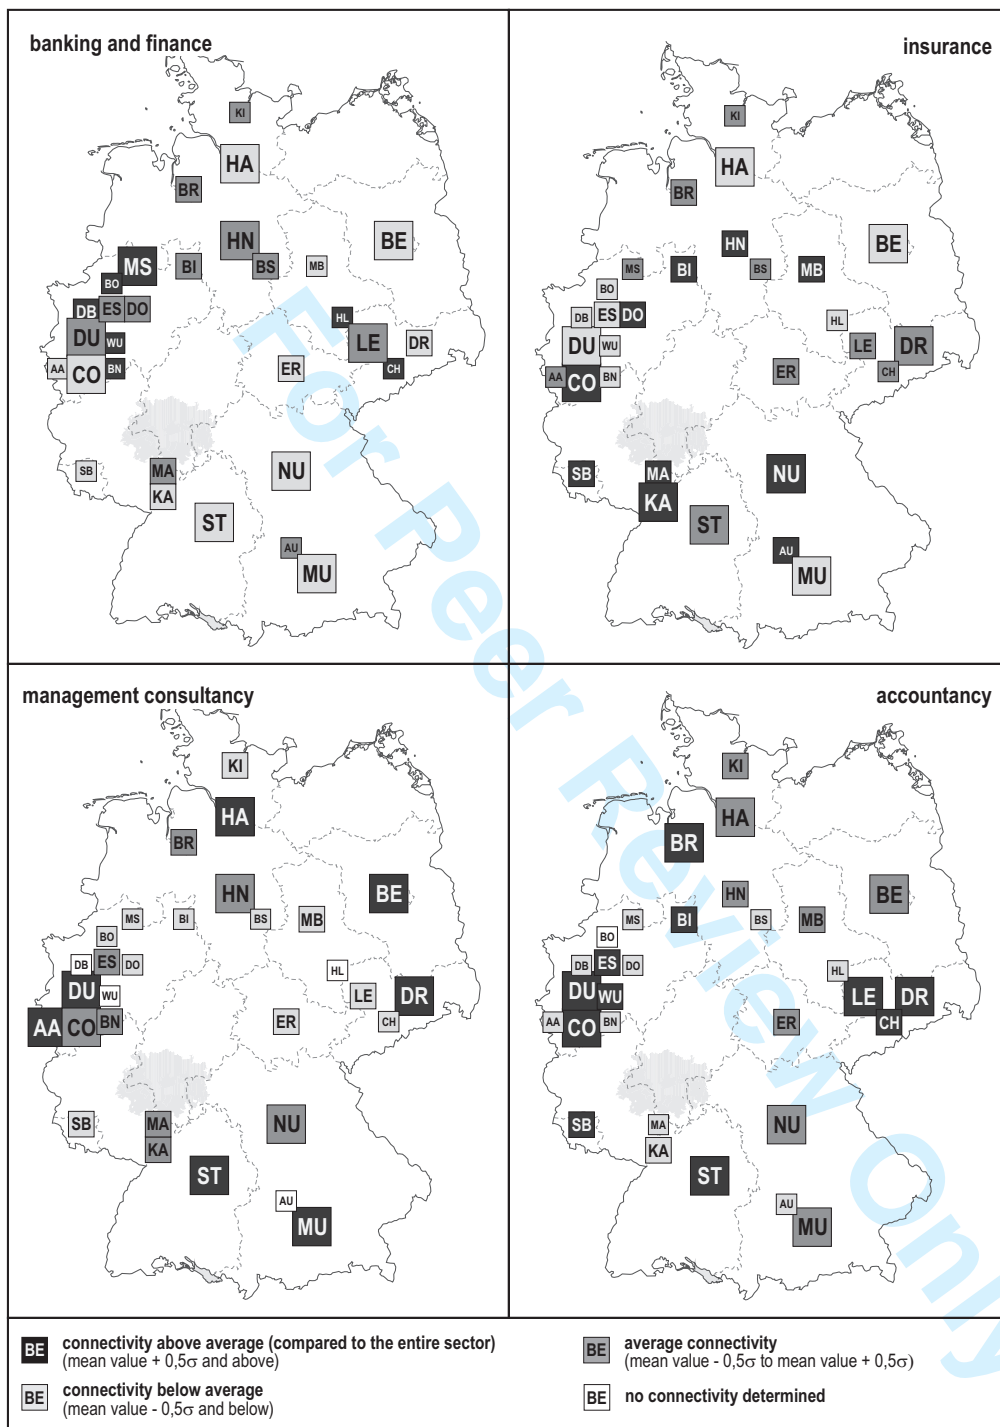 banking and finance
KI
HA
BR
HN
BE
MS
BI
BS
MB
BO
DB
ES
DO
HL
DU
WU
LE
DR
AA
CO
BN
ER
CH
SB
MA
NU
KA
ST
AU
MU
insurance
KI
HA
BR
HN
BE
MS
BI
BS
MB
BO
DB
ES
DO
HL
DU
WU
LE
DR
AA
CO
BN
ER
CH
SB
MA
NU
KA
ST
AU
MU
management consultancy
KI
HA
BR
HN
BE
MS
BI
BS
MB
BO
DB
ES
DO
HL
DU
WU
LE
DR
AA
CO
BN
ER
CH
SB
MA
NU
KA
ST
AU
MU
accountancy
KI
HA
BR
HN
BE
MS
BI
BS
MB
BO
DB
ES
DO
HL
DU
WU
LE
DR
AA
CO
BN
ER
CH
SB
MA
NU
KA
ST
AU
MU
For Peer Review Only
BE connectivity above average (compared to the entire sector)
(mean value + 0,5σ and above)
BE connectivity below average
(mean value - 0,5σ and below)
BE average connectivity
(mean value - 0,5σ to mean value + 0,5σ)
BE no connectivity determined